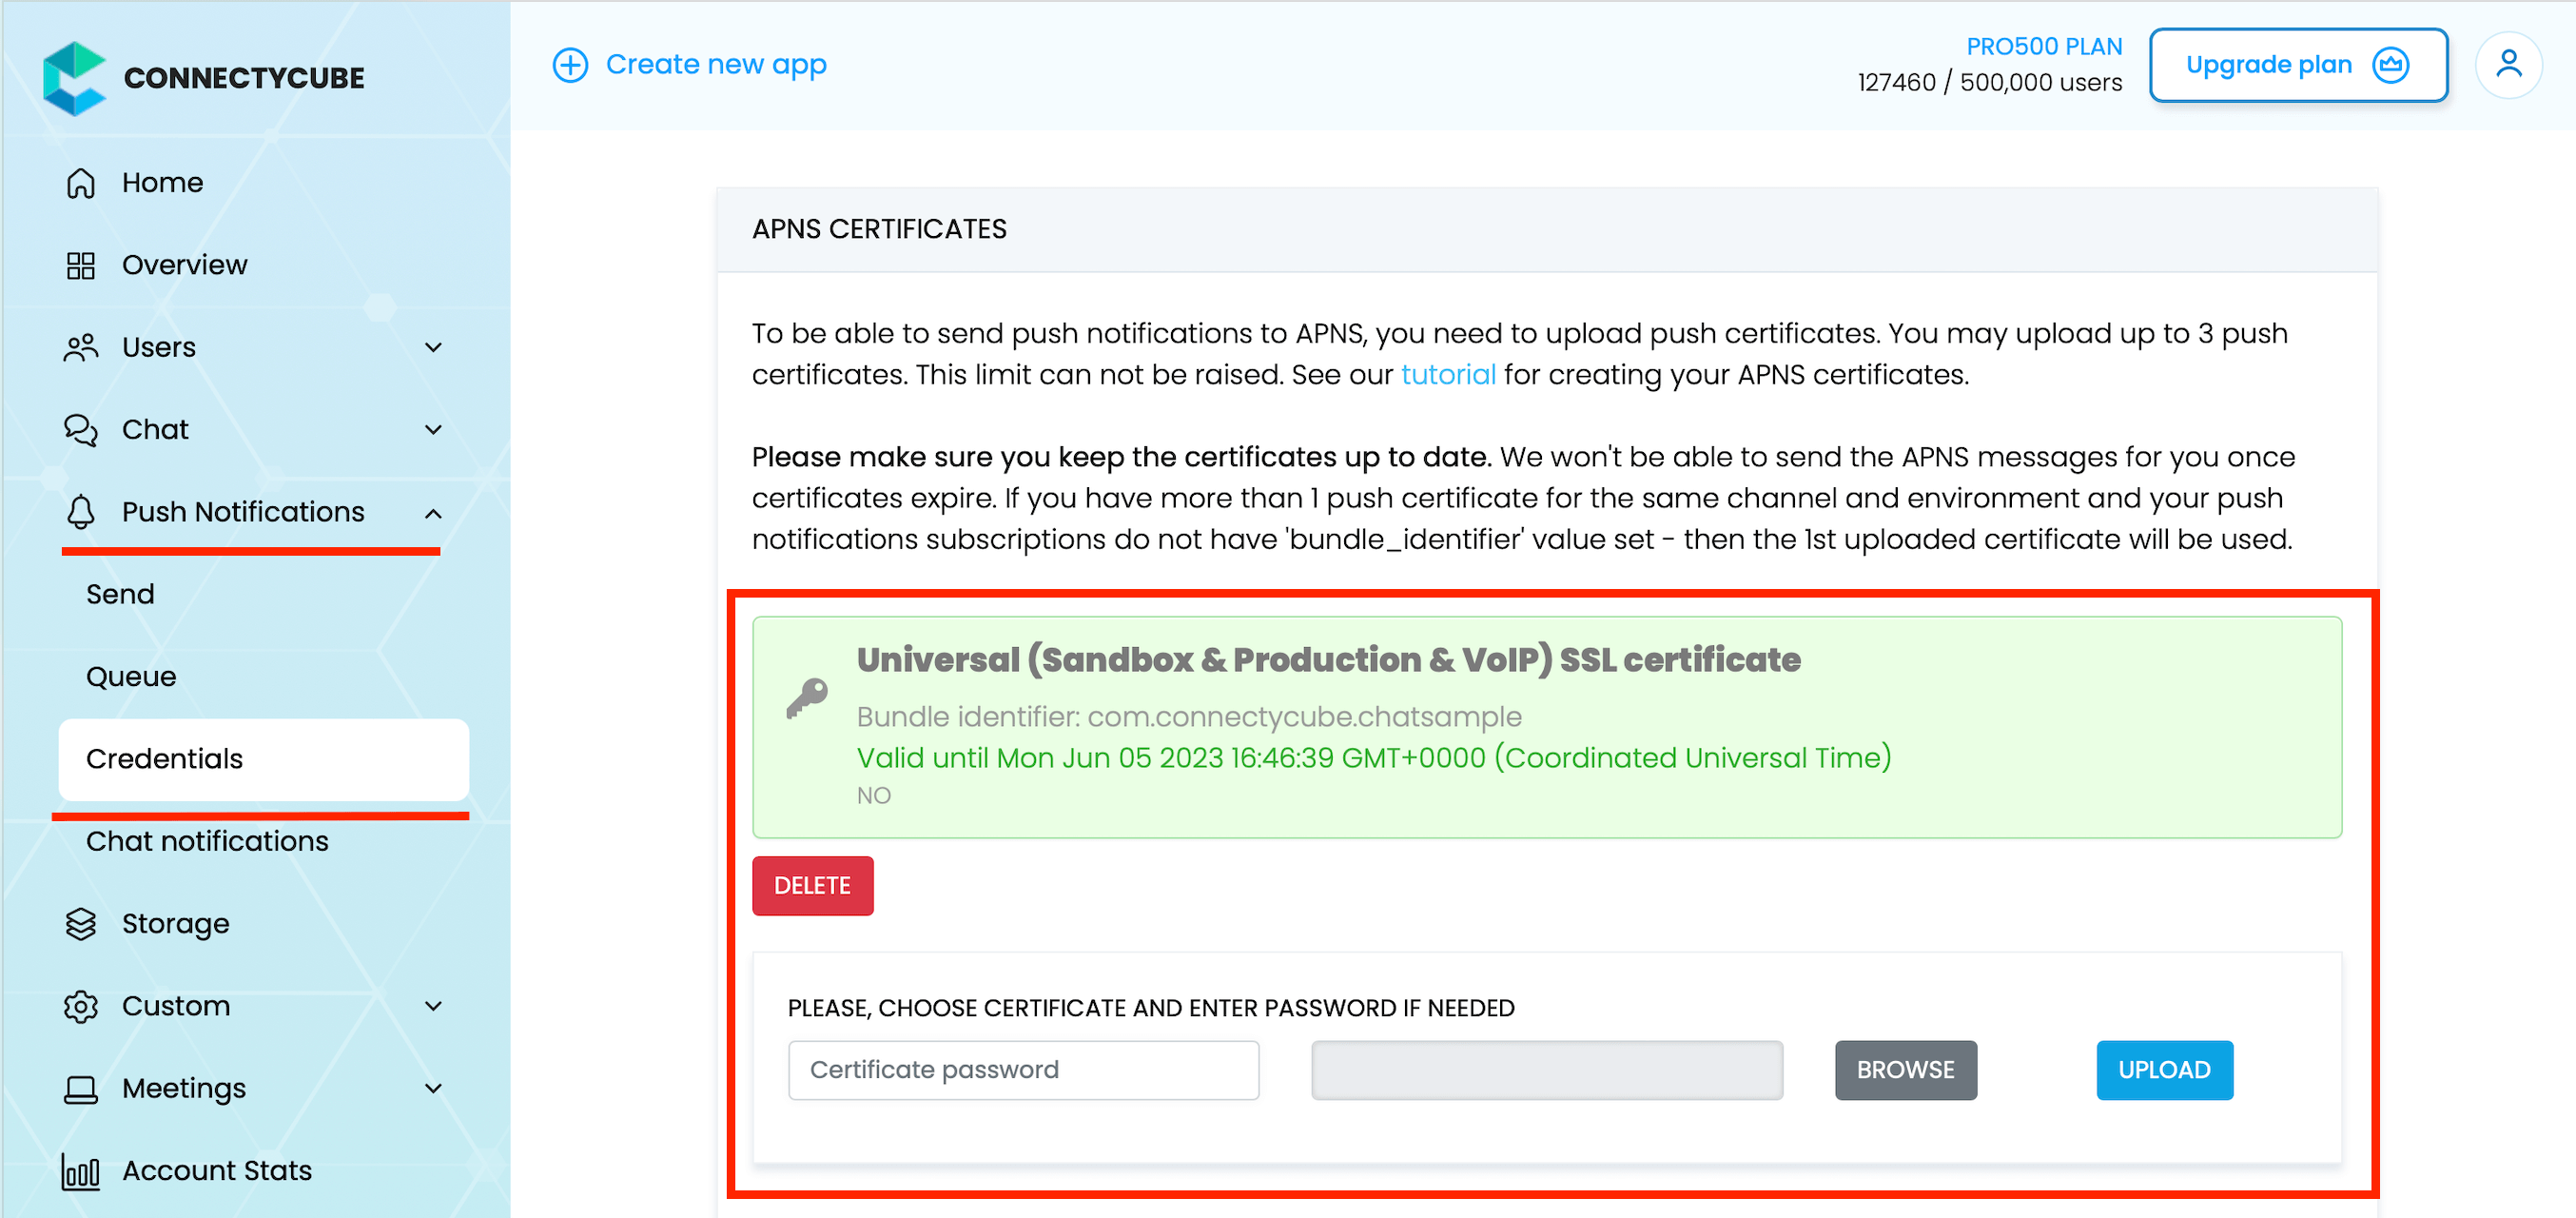 CONNECTYCUBE
Create new app
PRO500 PLAN
127460 / 500,000 users
Upgrade plan
Home
Overview
Users
Chat
Push Notifications
Send
Queue
Credentials
Chat notifications
Storage
Custom
Meetings
Account Stats
APNS CERTIFICATES
To be able to send push notifications to APNS, you need to upload push certificates. You may upload up to 3 push
certificates. This limit can not be raised. See our tutorial for creating your APNS certificates.
Please make sure you keep the certificates up to date. We won't be able to send the APNS messages for you once
certificates expire. If you have more than 1 push certificate for the same channel and environment and your push
notifications subscriptions do not have 'bundle_identifier' value set - then the 1st uploaded certificate will be used.
Universal (Sandbox & Production & VoIP) SSL certificate
Bundle identifier: com.connectycube.chatsample
Valid until Mon Jun 05 2023 16:46:39 GMT+0000 (Coordinated Universal Time)
NO
DELETE
PLEASE, CHOOSE CERTIFICATE AND ENTER PASSWORD IF NEEDED
Certificate password
BROWSE
UPLOAD